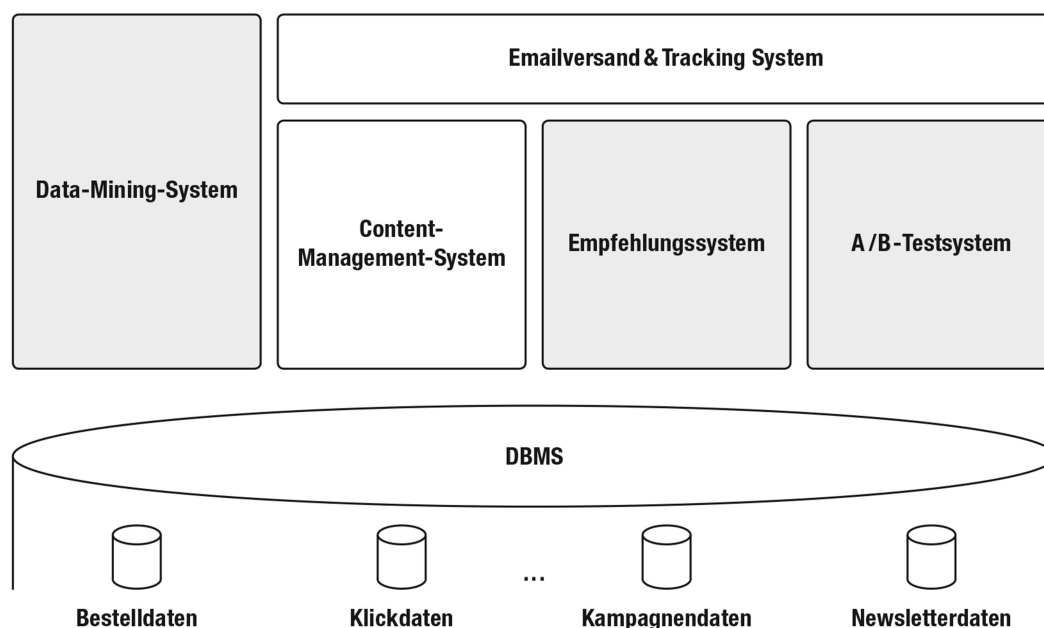 Emailversand & Tracking System
Data-Mining-System
Content-
Management-System
Empfehlungssystem
A/B-Testsystem
DBMS
...
Bestelldaten
Klickdaten
Kampagnendaten
Newsletterdaten